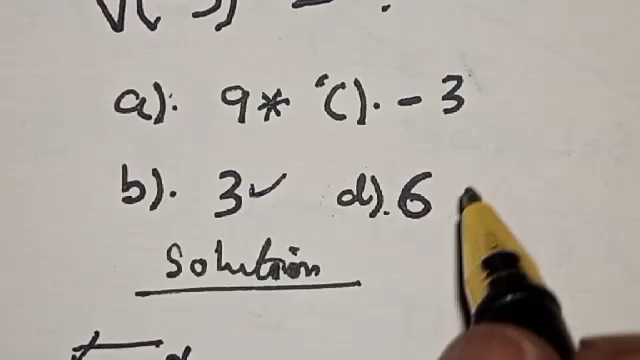 a). 9* (c). -3
b). 3✓ d). 6
Solution